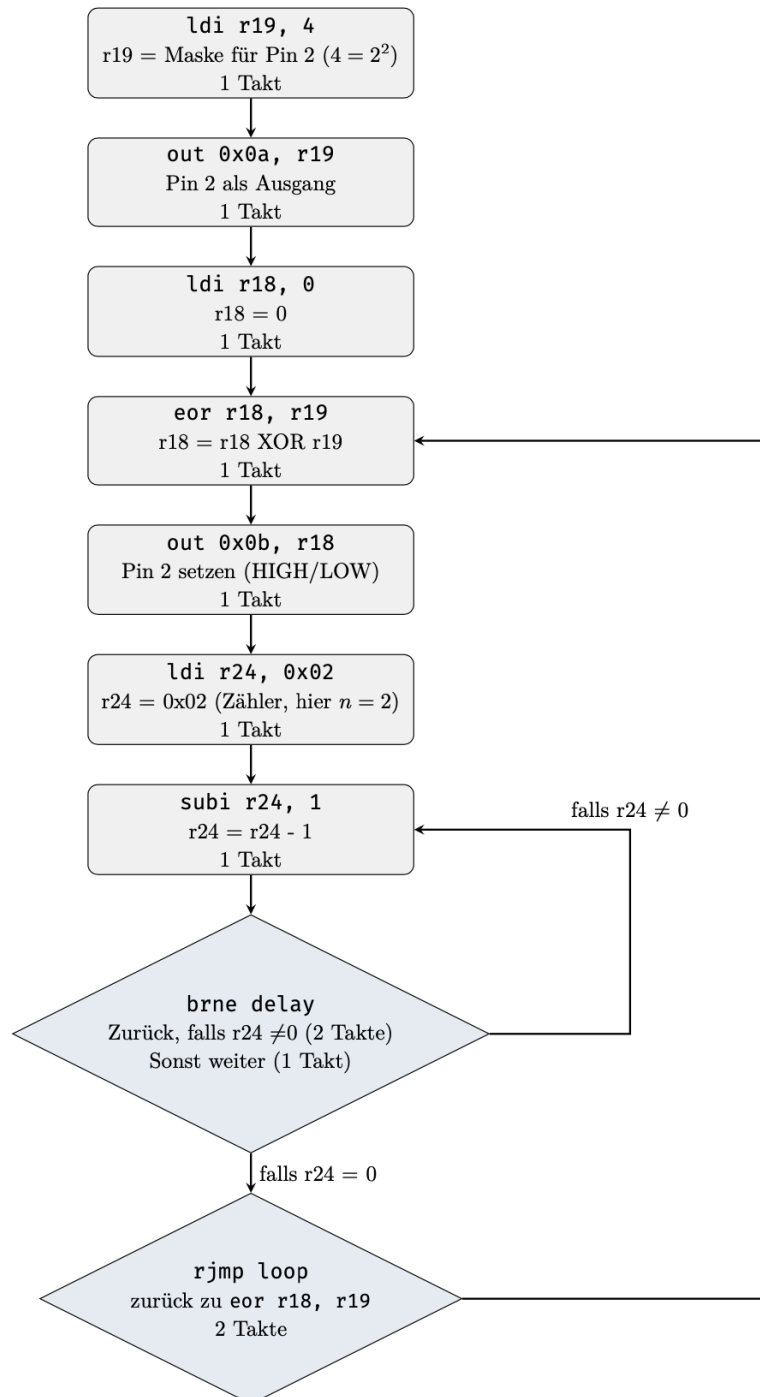 ldi r19, 4
r19 = Maske für Pin 2 (4 = 2²)
1 Takt
out 0x0a, r19
Pin 2 als Ausgang
1 Takt
ldi r18, 0
r18 = 0
1 Takt
eor r18, r19
r18 = r18 XOR r19
1 Takt
out 0x0b, r18
Pin 2 setzen (HIGH/LOW)
1 Takt
ldi r24, 0x02
r24 = 0x02 (Zähler, hier n = 2)
1 Takt
subi r24, 1
r24 = r24 - 1
1 Takt
falls r24 ≠ 0
brne delay
Zurück, falls r24 ≠0 (2 Takte)
Sonst weiter (1 Takt)
falls r24 = 0
rjmp loop
zurück zu eor r18, r19
2 Takte